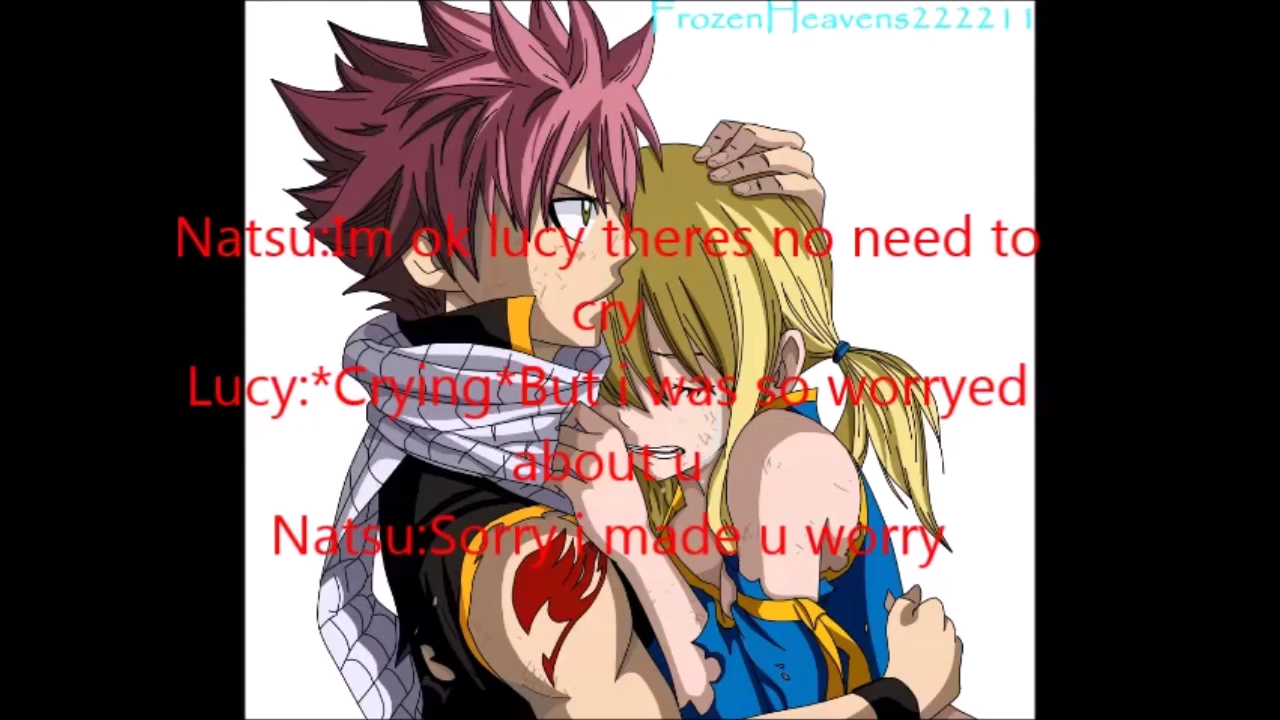 FrozenHeavens222211
Natsu:Im ok lucy theres no need to
cry
Lucy:*Crying*But i was so worryed
about u
Natsu:Sorry i made u worry